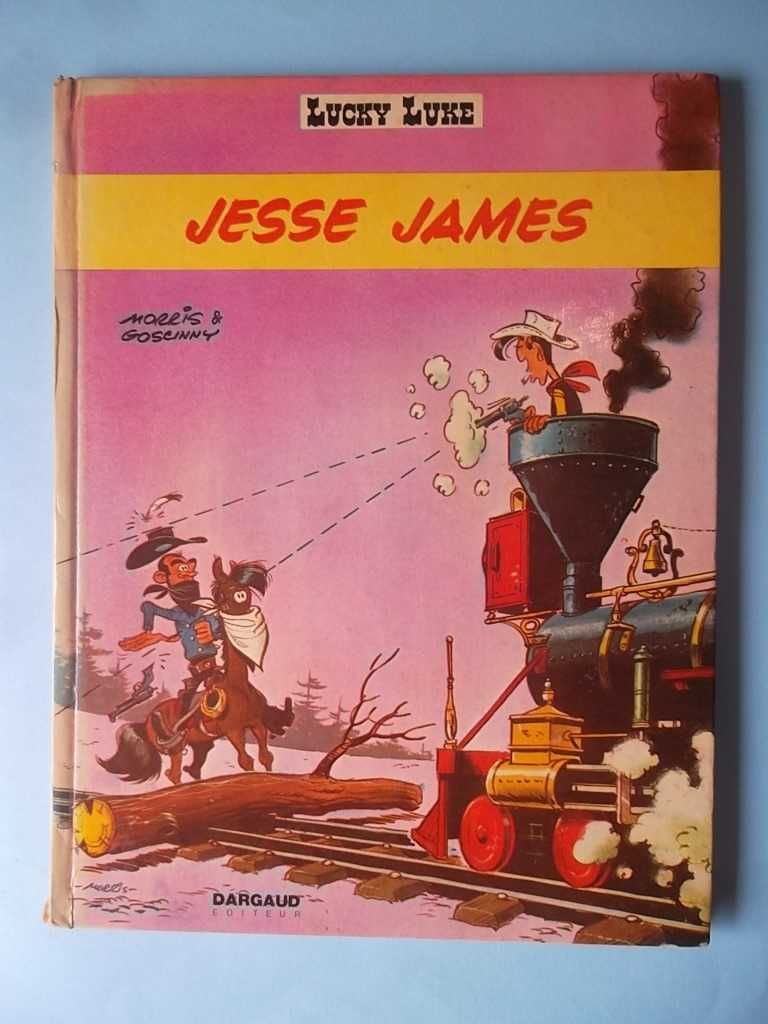 LUCKY LUKE
JESSE JAMES
MORRIS &
GOSCINNY
MORRIS-
DARGAUD
EDITEUR